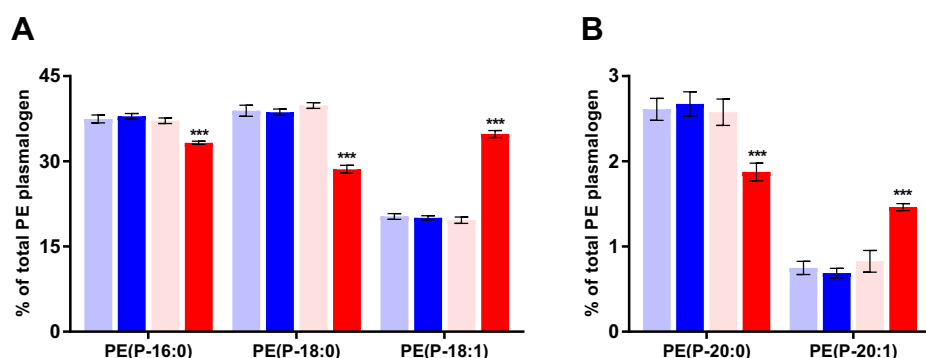 A
% of total PE plasmalogen
45
30
15
0
***
***
***
PE(P-16:0)
PE(P-18:0)
PE(P-18:1)
B
% of total PE plasmalogen
3
2
1
0
***
***
PE(P-20:0)
PE(P-20:1)